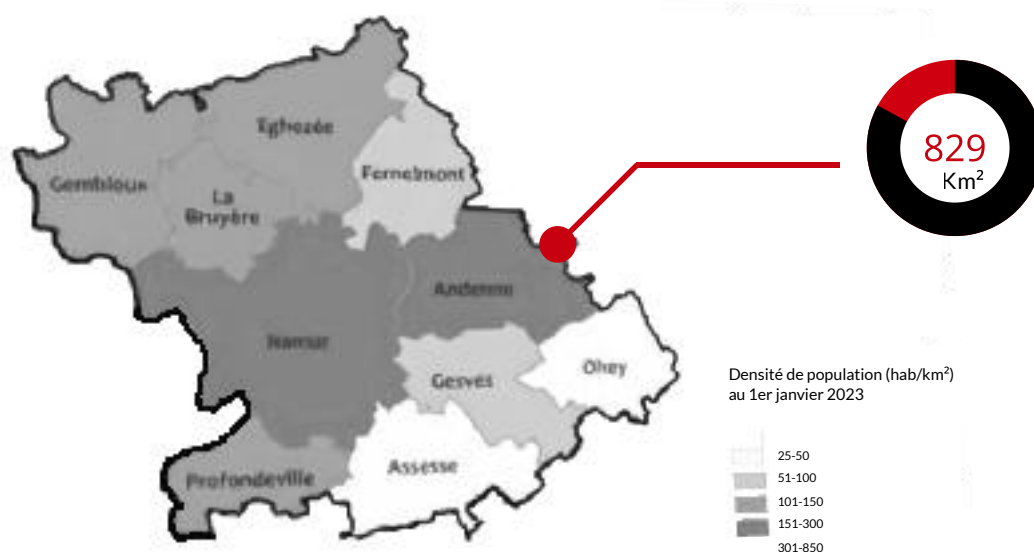 Eghezée
Fernelmont
Gembloux
La
Bruyère
829
Km²
Andenne
Namur
Gesves
Ohey
Assesse
Profondeville
Densité de population (hab/km²)
au 1er janvier 2023
25-50
51-100
101-150
151-300
301-850